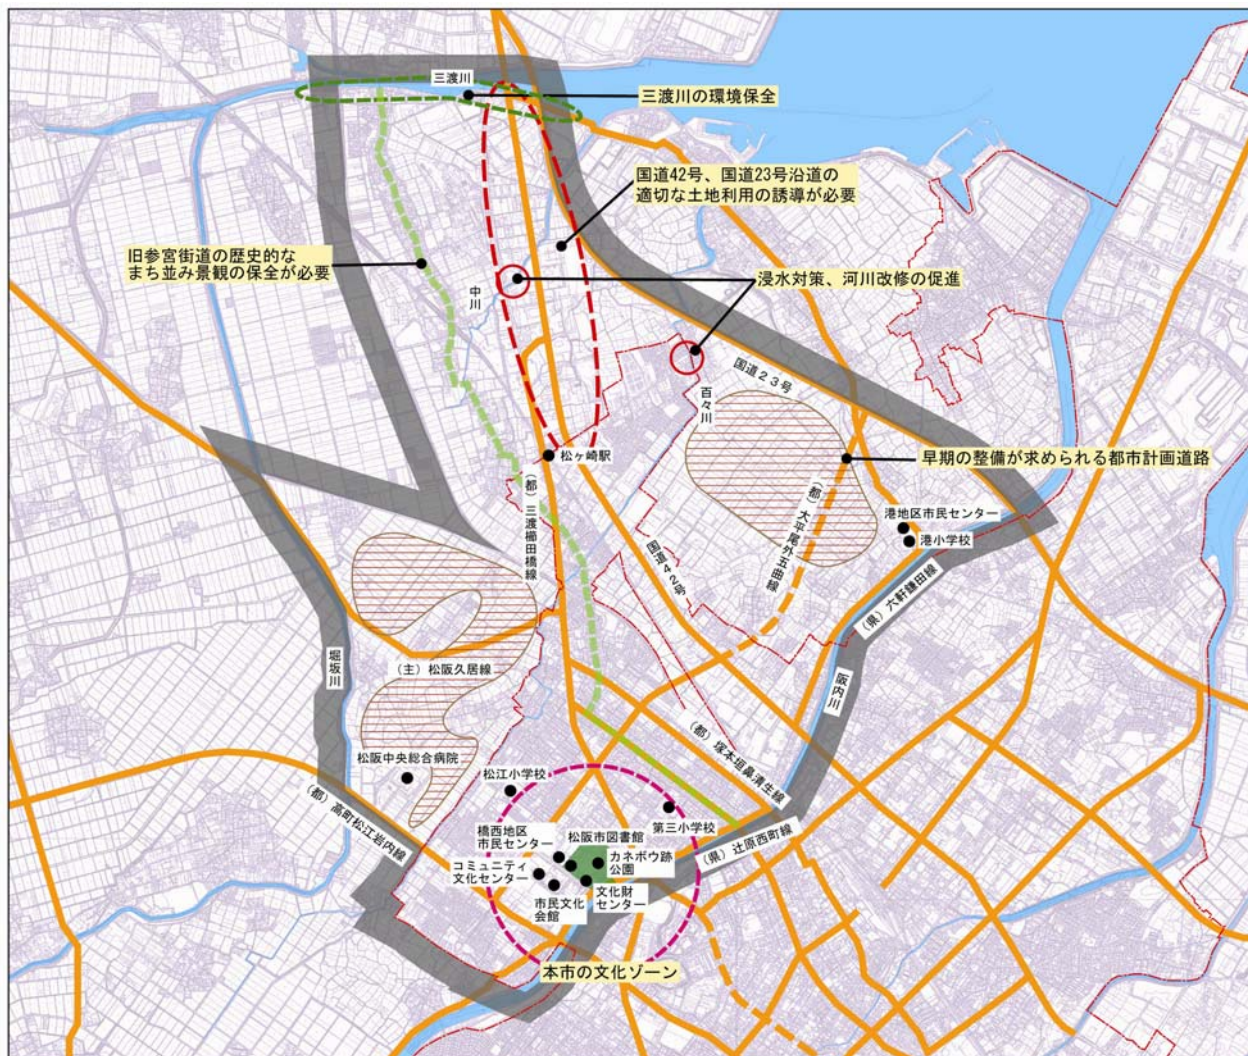 三渡川
三渡川の環境保全
国道42号、国道23号沿道の
適切な土地利用の誘導が必要
旧参宮街道の歴史的な
まち並み景観の保全が必要
中川
浸水対策、河川改修の促進
国道23号
百々川
松ヶ崎駅
早期の整備が求められる都市計画道路
(都)三渡櫛田橋線
(都)大平尾外五曲線
港地区市民センター
港小学校
国道42号
(県)六軒鎌田線
堀坂川
(主)松阪久居線
阪内川
(都)塚本垣鼻清生線
松阪中央総合病院
松江小学校
(都)高町松江岩内線
第三小学校
橋西地区
市民センター
松阪市図書館
(県)辻原西町線
カネボウ跡
公園
コミュニティ
文化センター
文化財
センター
市民文化
会館
本市の文化ゾーン